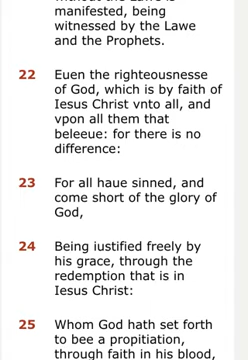 manifested, being
witnessed by the Lawe
and the Prophets.
22 Euen the righteousnesse
of God, which is by faith of
Iesus Christ vnto all, and
vpon all them that
beleeue: for there is no
difference:
23 For all haue sinned, and
come short of the glory of
God,
24 Being iustified freely by
his grace, through the
redemption that is in
Iesus Christ:
25 Whom God hath set forth
to bee a propitiation,
through faith in his blood,